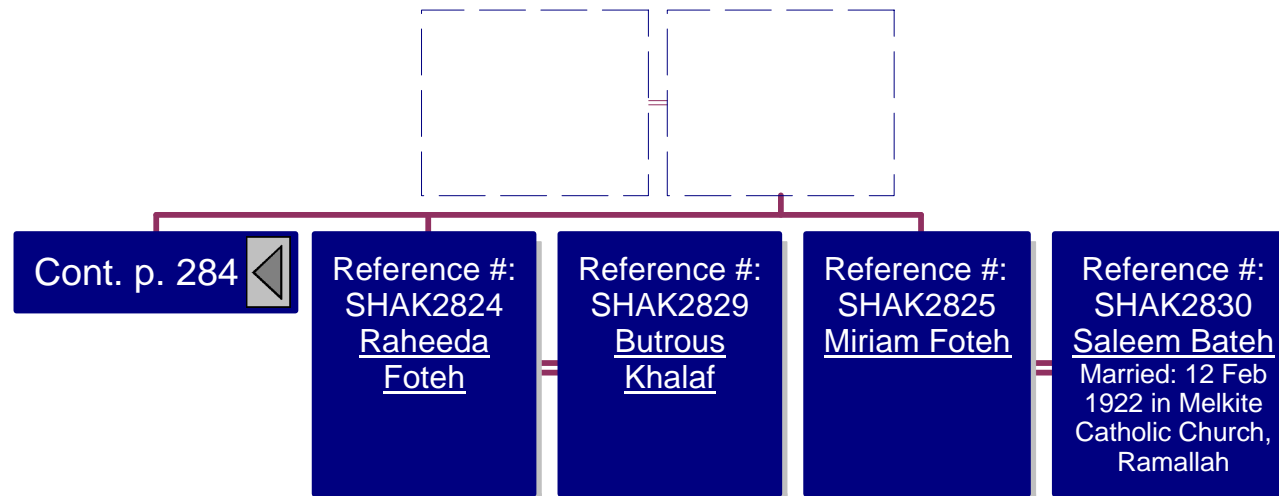 Cont. p. 284
Reference #:
SHAK2824
Raheeda
Foteh
Reference #:
SHAK2829
Butrous
Khalaf
Reference #:
SHAK2825
Miriam Foteh
Reference #:
SHAK2830
Saleem Bateh
Married: 12 Feb
1922 in Melkite
Catholic Church,
Ramallah